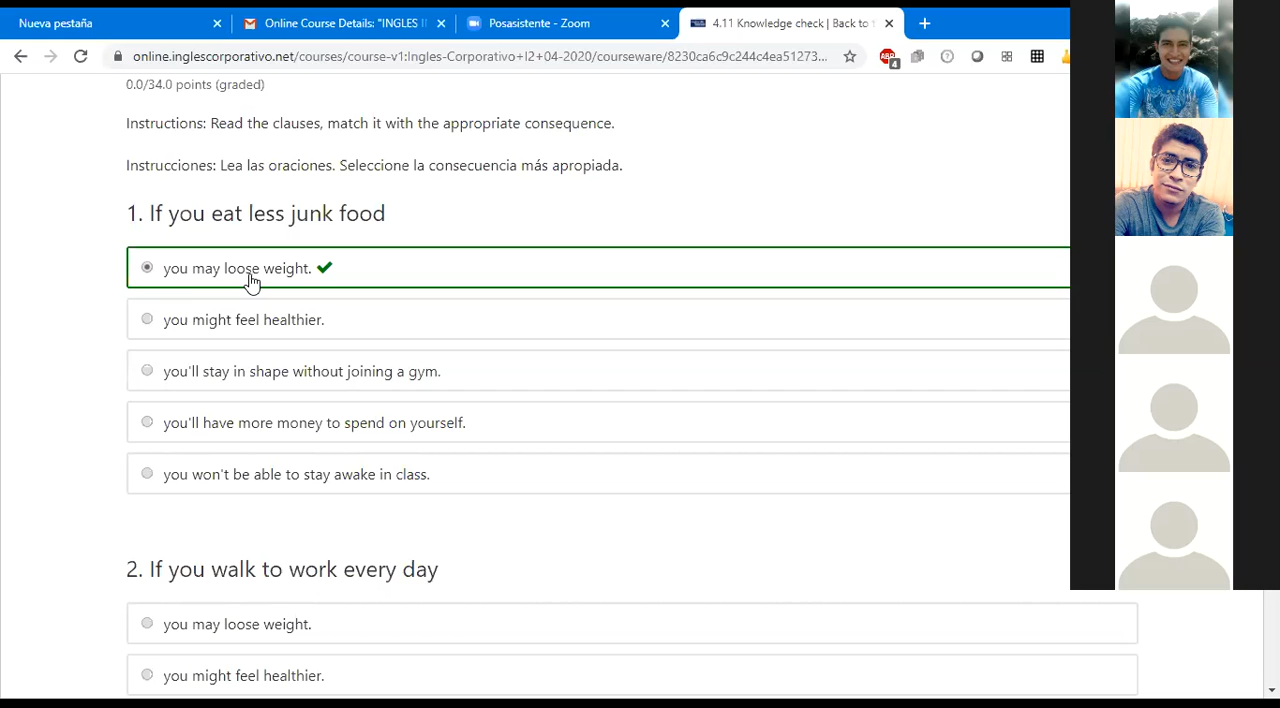 Nueva pestaña
Online Course Details: "INGLES I
Posasistente - Zoom
4.11 Knowledge check | Back to
online.inglescorporativo.net/courses/course-v1:Ingles-Corporativo+I2+04-2020/courseware/8230ca6c9c244c4ea51273...
4
0.0/34.0 points (graded)
Instructions: Read the clauses, match it with the appropriate consequence.
Instrucciones: Lea las oraciones. Seleccione la consecuencia más apropiada.
1. If you eat less junk food
you may loose weight.
you might feel healthier.
you'll stay in shape without joining a gym.
you'll have more money to spend on yourself.
you won't be able to stay awake in class.
2. If you walk to work every day
you may loose weight.
you might feel healthier.